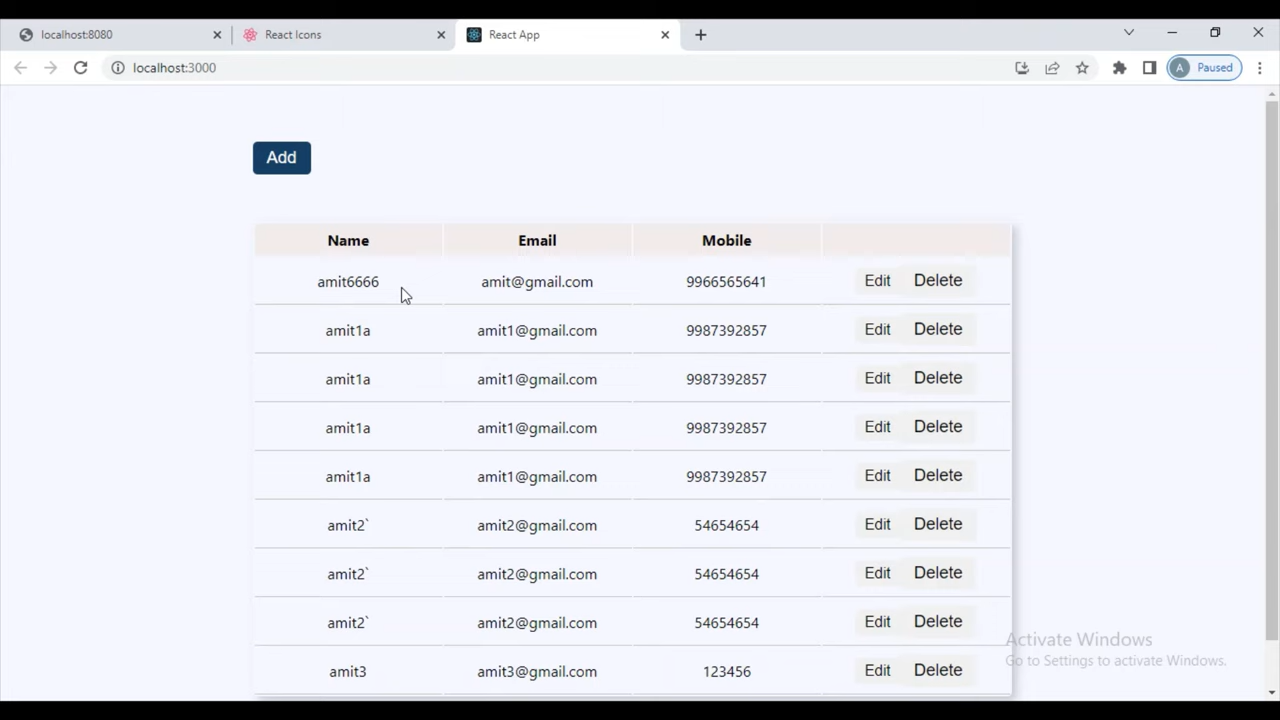 localhost:8080 React Icons React App
localhost:3000 A Paused
Add
Name Email Mobile
amit6666 amit@gmail.com 9966565641 Edit Delete
amit1a amit1@gmail.com 9987392857 Edit Delete
amit1a amit1@gmail.com 9987392857 Edit Delete
amit1a amit1@gmail.com 9987392857 Edit Delete
amit1a amit1@gmail.com 9987392857 Edit Delete
amit2` amit2@gmail.com 54654654 Edit Delete
amit2` amit2@gmail.com 54654654 Edit Delete
amit2` amit2@gmail.com 54654654 Edit Delete
amit3 amit3@gmail.com 123456 Edit Delete
Activate Windows
Go to Settings to activate Windows.